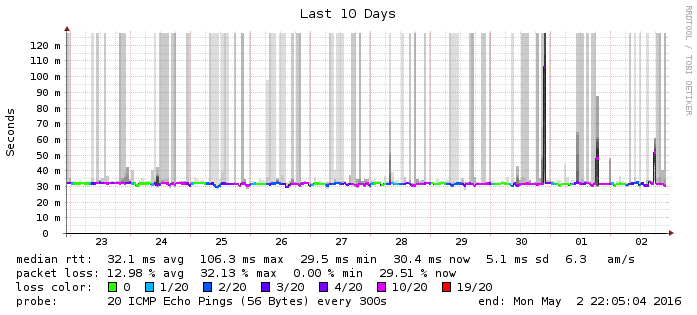 Last 10 Days
RRDTOOL / TOBI OETIKER
Seconds
120 m
110 m
100 m
90 m
80 m
70 m
60 m
50 m
40 m
30 m
20 m
10 m
0
23 24 25 26 27 28 29 30 01 02
median rtt: 32.1 ms avg 106.3 ms max 29.5 ms min 30.4 ms now 5.1 ms sd 6.3 am/s
packet loss: 12.98 % avg 32.13 % max 0.00 % min 29.51 % now
loss color: 0 1/20 2/20 3/20 4/20 10/20 19/20
probe: 20 ICMP Echo Pings (56 Bytes) every 300s end: Mon May 2 22:05:04 2016